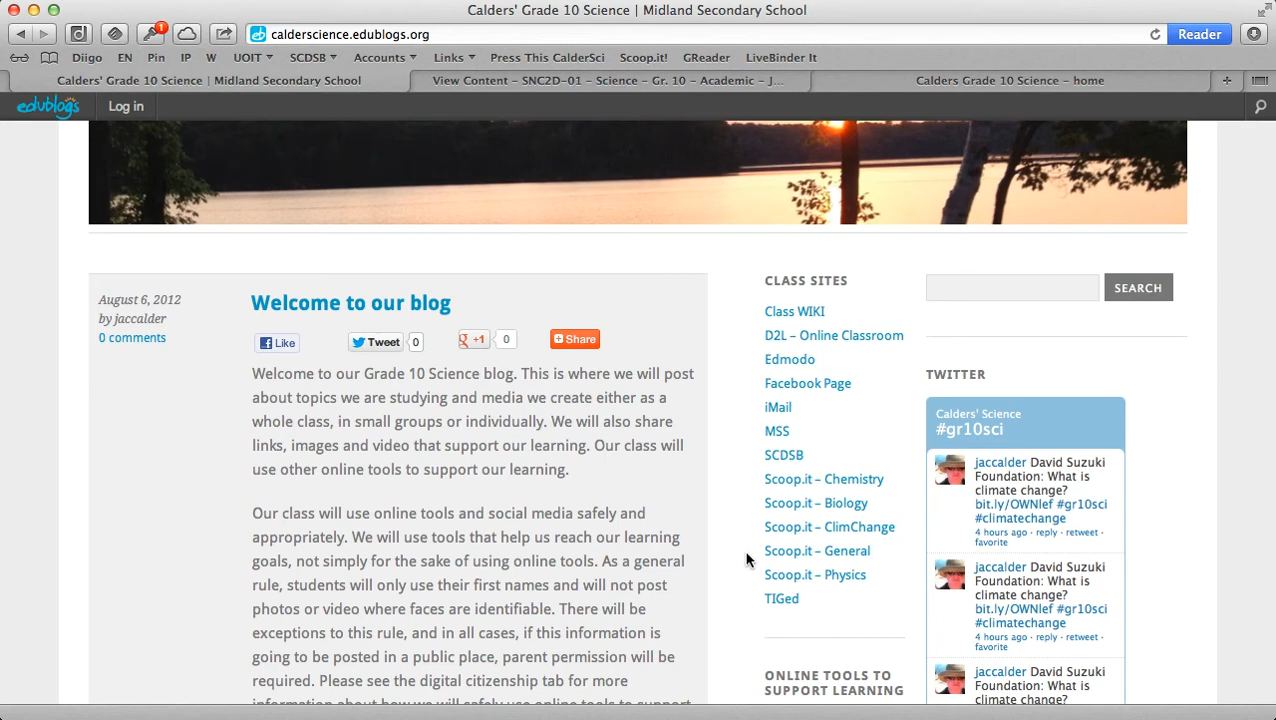 Calders' Grade 10 Science | Midland Secondary School
1
calderscience.edublogs.org
Reader
Diigo EN Pin IP W UOIT SCDSB Accounts Links Press This CalderSci Scoop.it! GReader LiveBinder It
Calders' Grade 10 Science | Midland Secondary School
View Content – SNC2D-01 – Science – Gr. 10 – Academic – J...
Calders Grade 10 Science – home
edublogs
Log in
August 6, 2012
by jaccalder
0 comments
Welcome to our blog
Like
Tweet 0
g +1 0
Share
Welcome to our Grade 10 Science blog. This is where we will post
about topics we are studying and media we create either as a
whole class, in small groups or individually. We will also share
links, images and video that support our learning. Our class will
use other online tools to support our learning.
Our class will use online tools and social media safely and
appropriately. We will use tools that help us reach our learning
goals, not simply for the sake of using online tools. As a general
rule, students will only use their first names and will not post
photos or video where faces are identifiable. There will be
exceptions to this rule, and in all cases, if this information is
going to be posted in a public place, parent permission will be
required. Please see the digital citizenship tab for more
information about how we will safely use online tools to support
CLASS SITES
Class WIKI
D2L – Online Classroom
Edmodo
Facebook Page
iMail
MSS
SCDSB
Scoop.it – Chemistry
Scoop.it – Biology
Scoop.it – ClimChange
Scoop.it – General
Scoop.it – Physics
TIGed
ONLINE TOOLS TO
SUPPORT LEARNING
SEARCH
TWITTER
Calders' Science
#gr10sci
jaccalder David Suzuki
Foundation: What is
climate change?
bit.ly/OWNlef #gr10sci
#climatechange
4 hours ago · reply · retweet ·
favorite
jaccalder David Suzuki
Foundation: What is
climate change?
bit.ly/OWNlef #gr10sci
#climatechange
4 hours ago · reply · retweet ·
favorite
jaccalder David Suzuki
Foundation: What is
climate change?